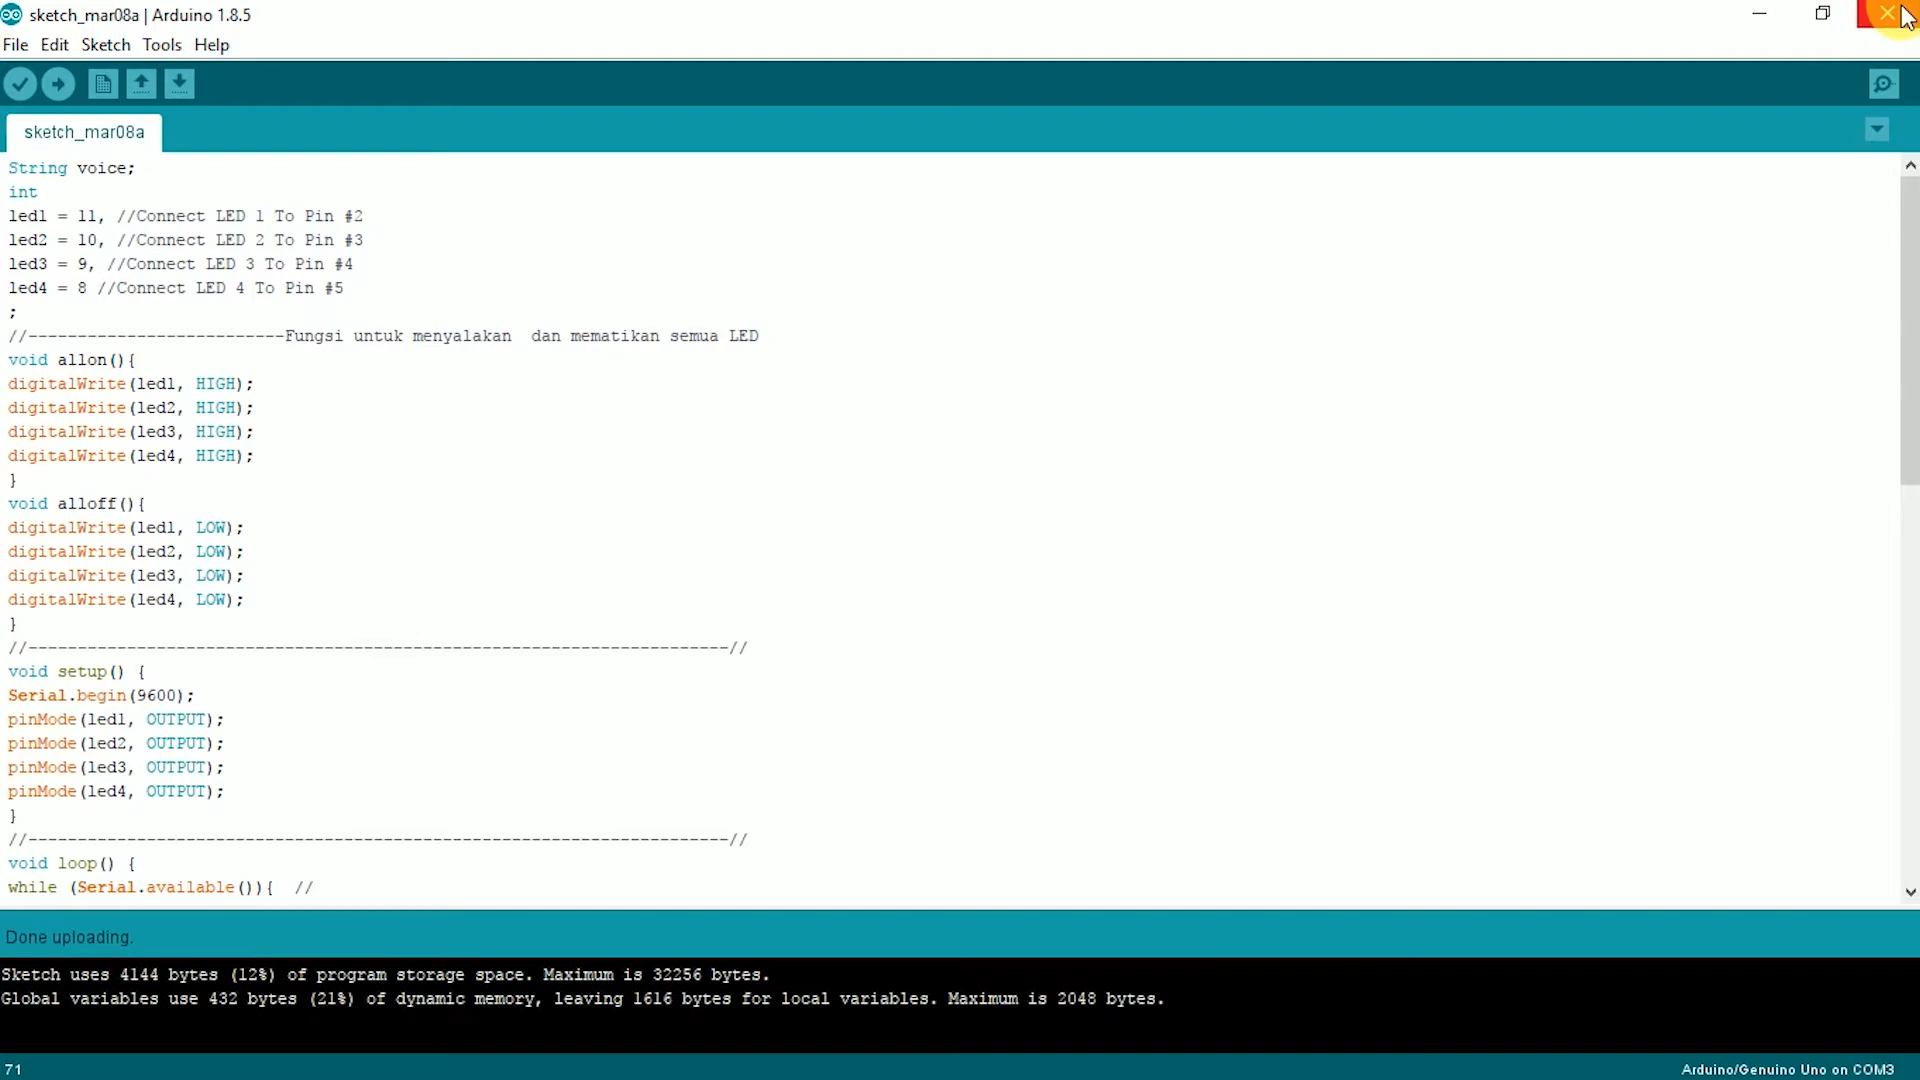 sketch_mar08a | Arduino 1.8.5
File Edit Sketch Tools Help
sketch_mar08a
String voice;
int
led1 = 11, //Connect LED 1 To Pin #2
led2 = 10, //Connect LED 2 To Pin #3
led3 = 9, //Connect LED 3 To Pin #4
led4 = 8 //Connect LED 4 To Pin #5
;
//--------------------------Fungsi untuk menyalakan  dan mematikan semua LED
void allon(){
digitalWrite(led1, HIGH);
digitalWrite(led2, HIGH);
digitalWrite(led3, HIGH);
digitalWrite(led4, HIGH);
}
void alloff(){
digitalWrite(led1, LOW);
digitalWrite(led2, LOW);
digitalWrite(led3, LOW);
digitalWrite(led4, LOW);
}
//-----------------------------------------------------------------------//
void setup() {
Serial.begin(9600);
pinMode(led1, OUTPUT);
pinMode(led2, OUTPUT);
pinMode(led3, OUTPUT);
pinMode(led4, OUTPUT);
}
//-----------------------------------------------------------------------//
void loop() {
while (Serial.available()){  //
Done uploading.
Sketch uses 4144 bytes (12%) of program storage space. Maximum is 32256 bytes.
Global variables use 432 bytes (21%) of dynamic memory, leaving 1616 bytes for local variables. Maximum is 2048 bytes.
71
Arduino/Genuino Uno on COM3